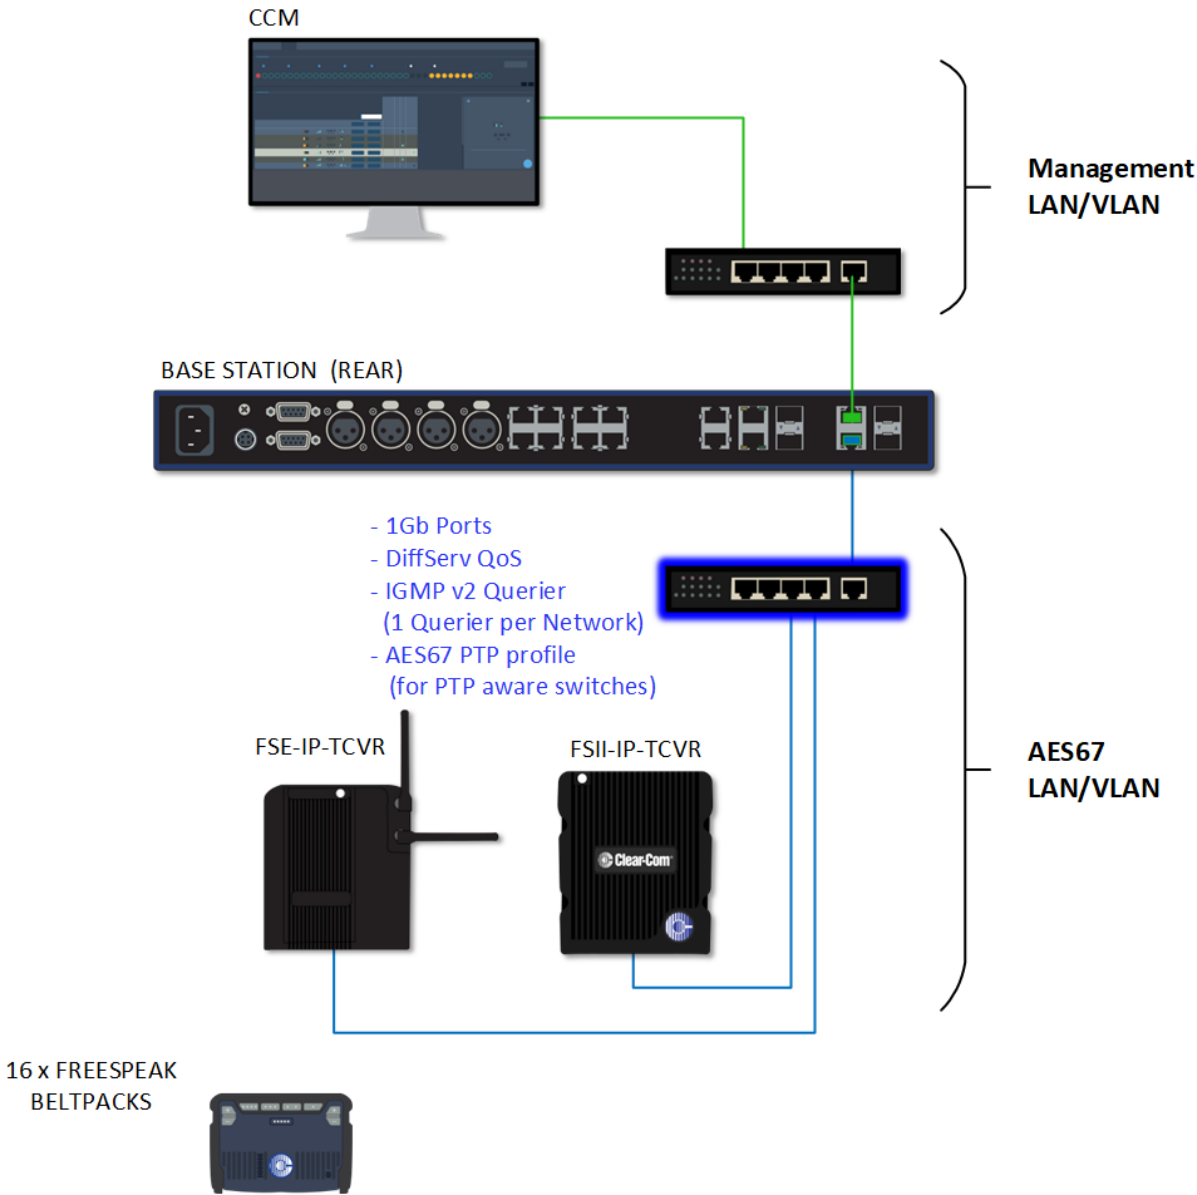 CCM
Management
LAN/VLAN
BASE STATION (REAR)
- 1Gb Ports
- DiffServ QoS
- IGMP v2 Querier
(1 Querier per Network)
- AES67 PTP profile
(for PTP aware switches)
FSE-IP-TCVR
FSII-IP-TCVR
AES67
LAN/VLAN
Clear-Com
16 x FREESPEAK
BELTPACKS